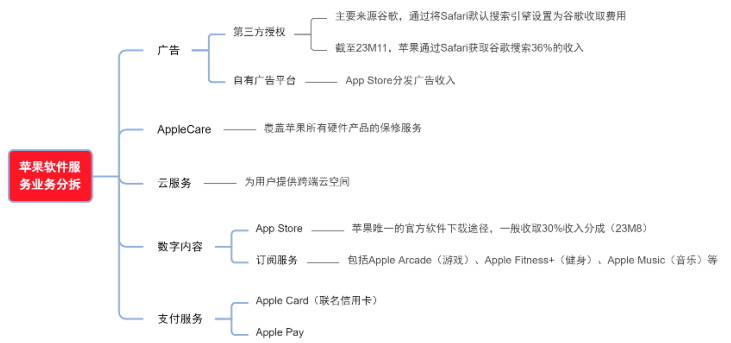 苹果软件服
务业务分拆
广告
第三方授权
主要来源谷歌，通过将Safari默认搜索引擎设置为谷歌收取费用
截至23M11，苹果通过Safari获取谷歌搜索36%的收入
自有广告平台
App Store分发广告收入
AppleCare
覆盖苹果所有硬件产品的保修服务
云服务
为用户提供跨端云空间
数字内容
App Store
苹果唯一的官方软件下载途径，一般收取30%收入分成（23M8）
订阅服务
包括Apple Arcade（游戏）、Apple Fitness+（健身）、Apple Music（音乐）等
支付服务
Apple Card（联名信用卡）
Apple Pay